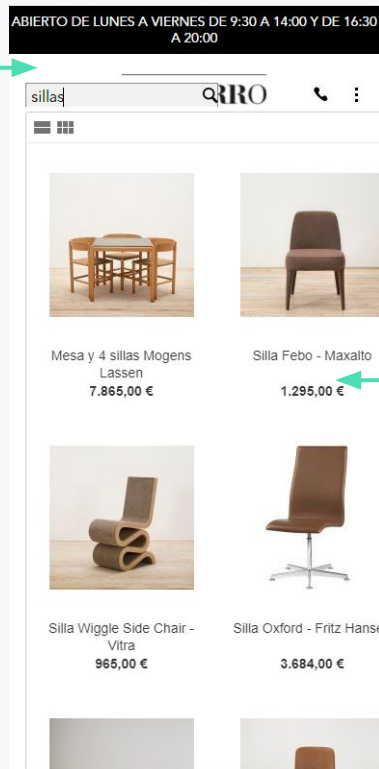 ABIERTO DE LUNES A VIERNES DE 9:30 A 14:00 Y DE 16:30
A 20:00
sillas
RRO
Mesa y 4 sillas Mogens
Lassen
7.865,00 €
Silla Febo - Maxalto
1.295,00 €
Silla Wiggle Side Chair -
Vitra
965,00 €
Silla Oxford - Fritz Hanse
3.684,00 €